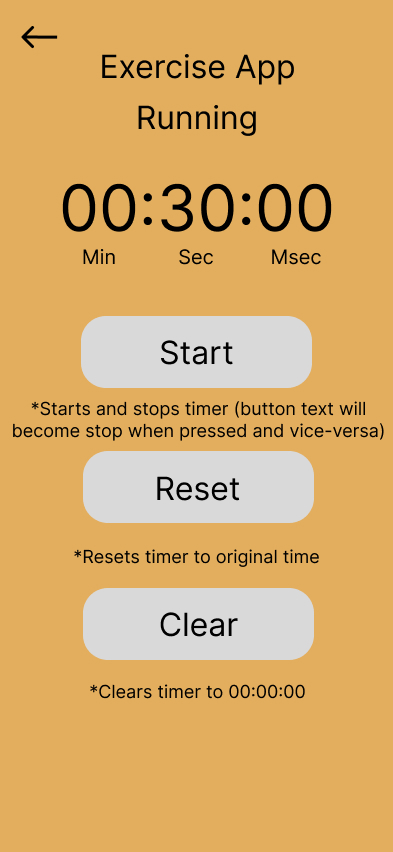 Exercise App
Running
00:30:00
Min Sec Msec
Start
*Starts and stops timer (button text will
become stop when pressed and vice-versa)
Reset
*Resets timer to original time
Clear
*Clears timer to 00:00:00